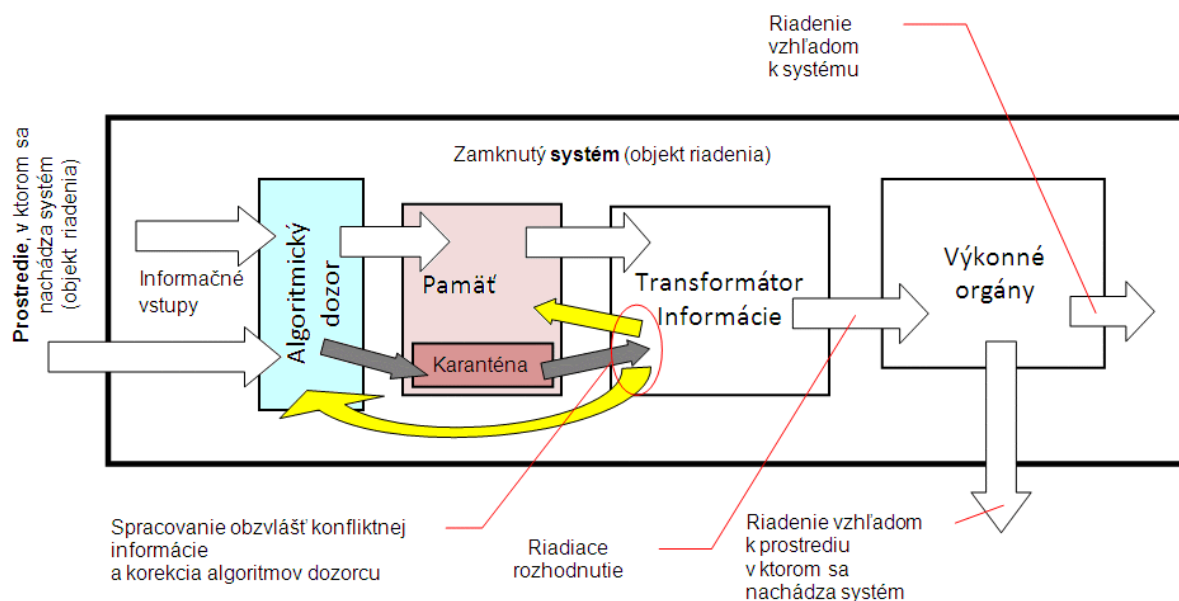 Riadenie
vzhľadom
k systému
Prostredie, v ktorom sa
nachádza systém
(objekt riadenia)
Zamknutý systém (objekt riadenia)
Informačné
vstupy
Algoritmický
dozor
Pamäť
Karanténa
Transformátor
Informácie
Výkonné
orgány
Spracovanie obzvlášť konfliktnej
informácie
a korekcia algoritmov dozorcu
Riadiace
rozhodnutie
Riadenie vzhľadom
k prostrediu
v ktorom sa
nachádza systém